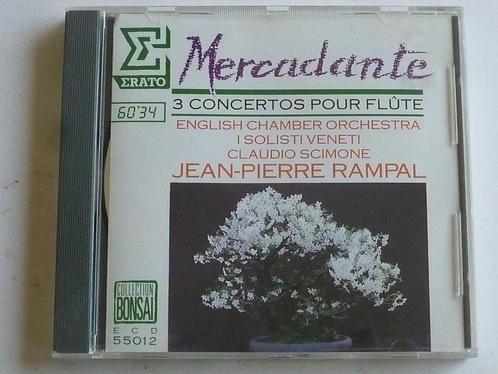 Σ
ΣRATO
60'34
Mercadante
3 CONCERTOS POUR FLÛTE
ENGLISH CHAMBER ORCHESTRA
I SOLISTI VENETI
CLAUDIO SCIMONE
JEAN-PIERRE RAMPAL
COLLECTION
BONSAI
ECD
55012